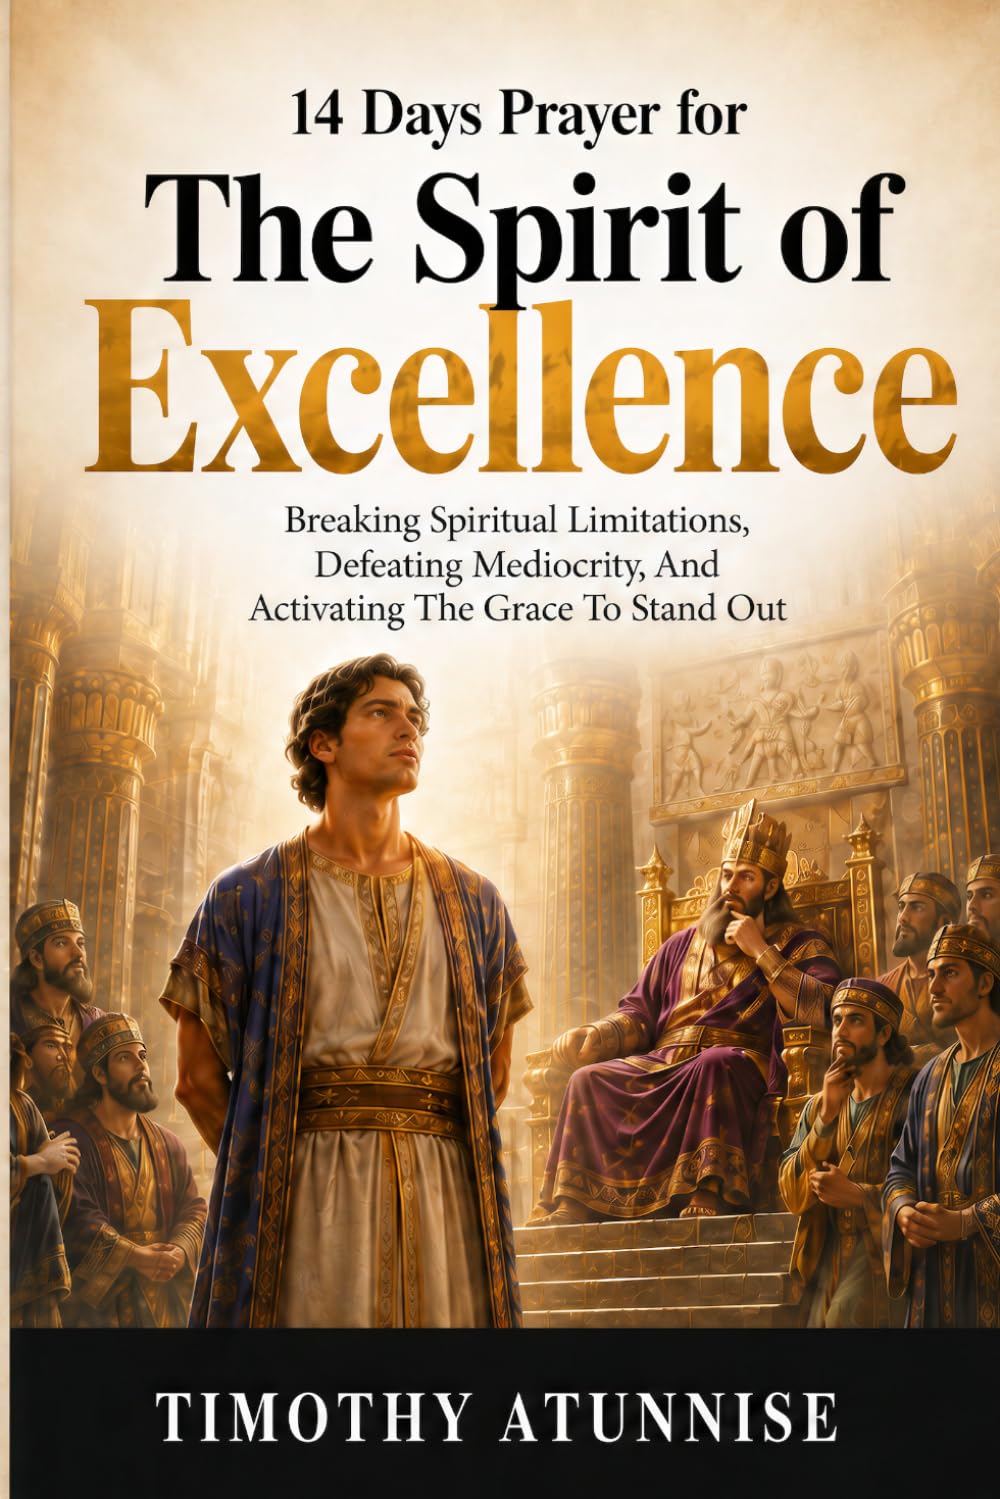 14 Days Prayer for
The Spirit of
Excellence
Breaking Spiritual Limitations,
Defeating Mediocrity, And
Activating The Grace To Stand Out
TIMOTHY ATUNNISE